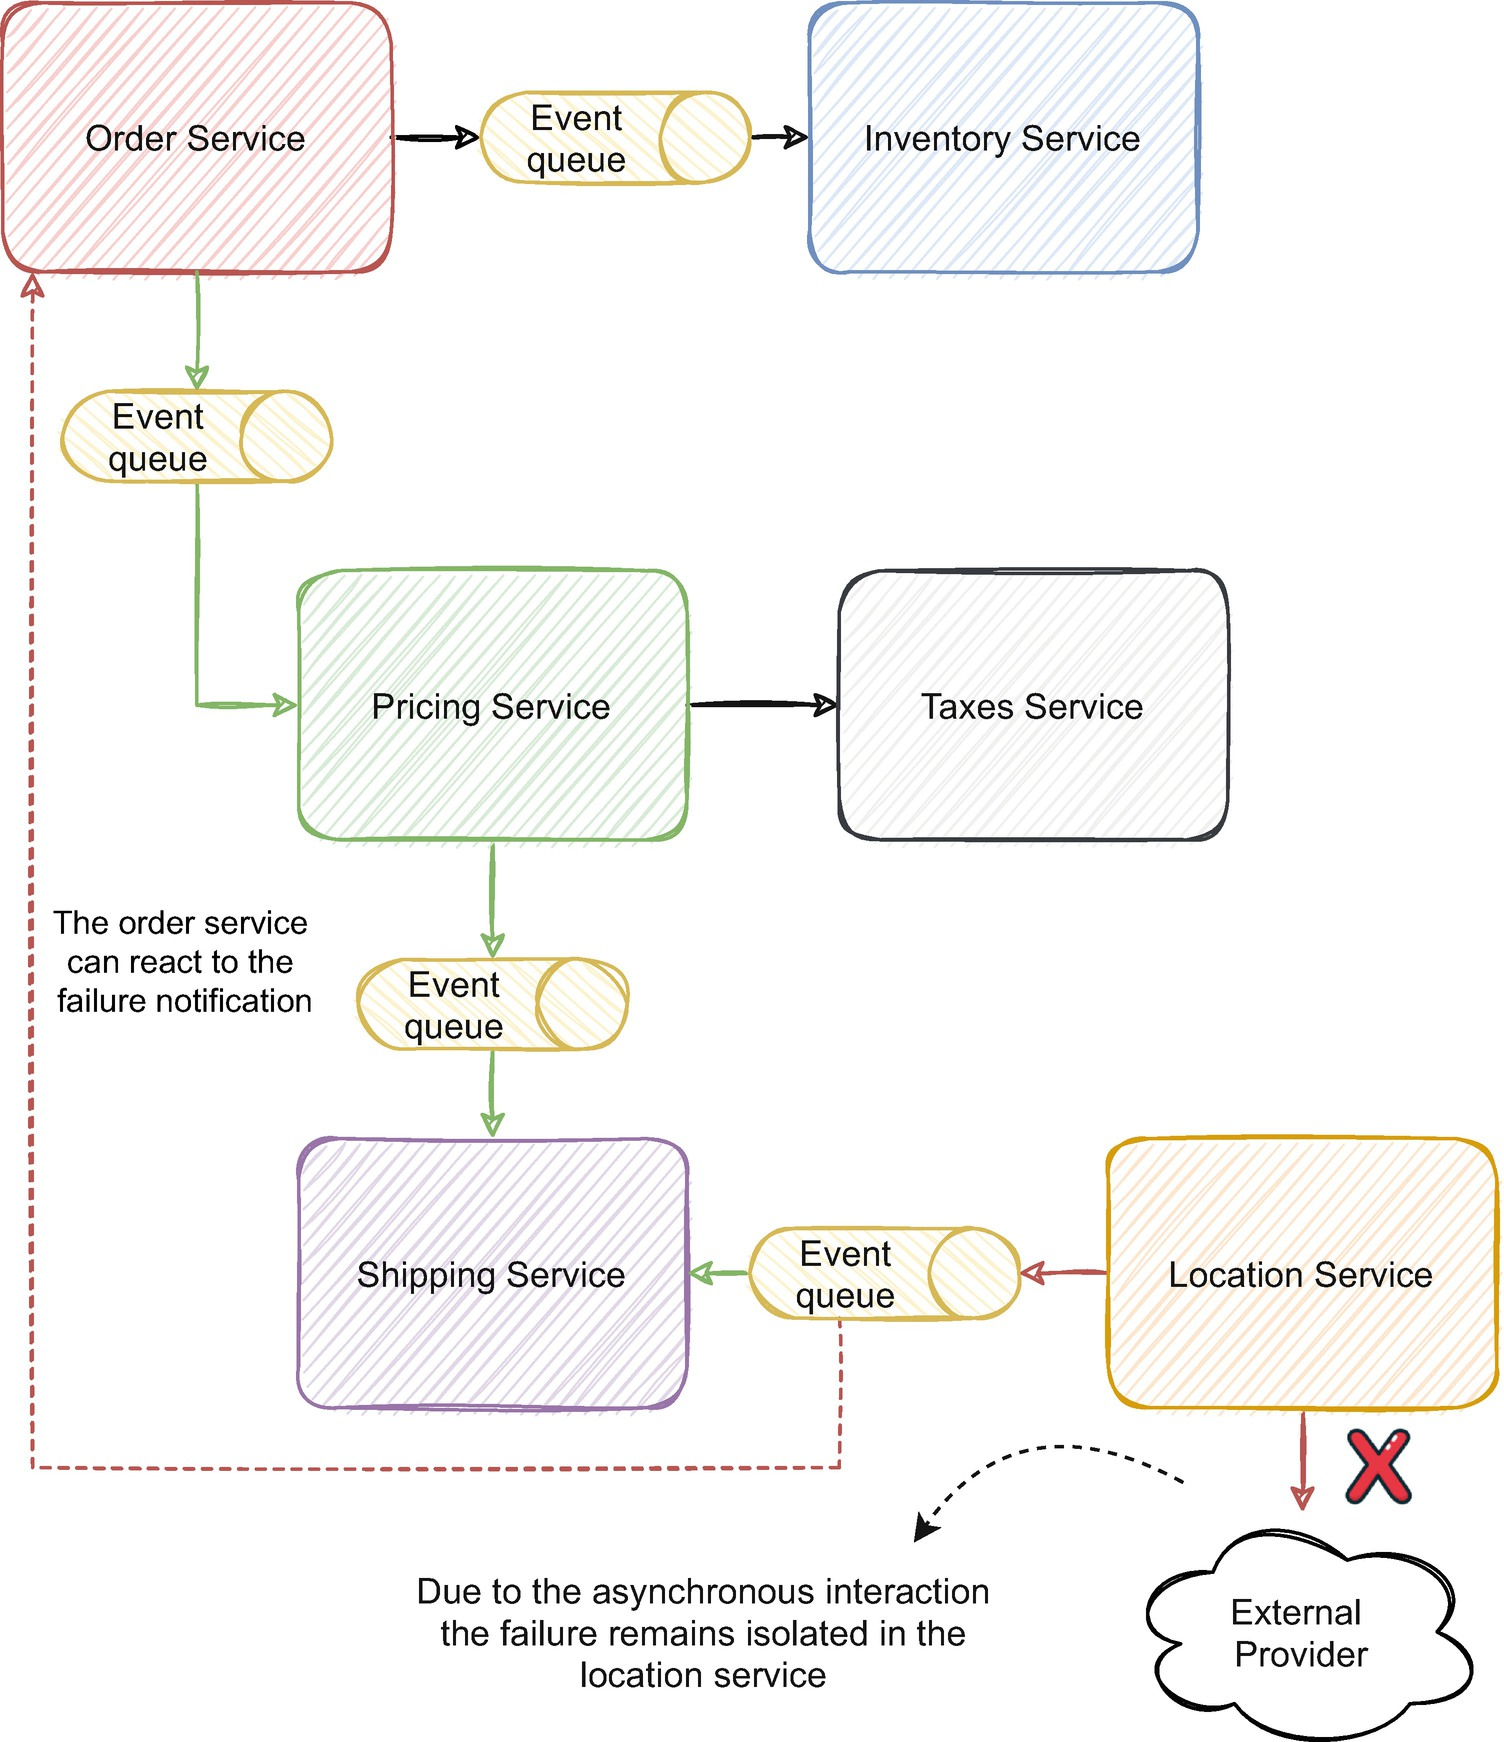 Order Service
Event
queue
Inventory Service
Event
queue
Pricing Service
Taxes Service
The order service
can react to the
failure notification
Event
queue
Shipping Service
Event
queue
Location Service
Due to the asynchronous interaction
the failure remains isolated in the
location service
External
Provider